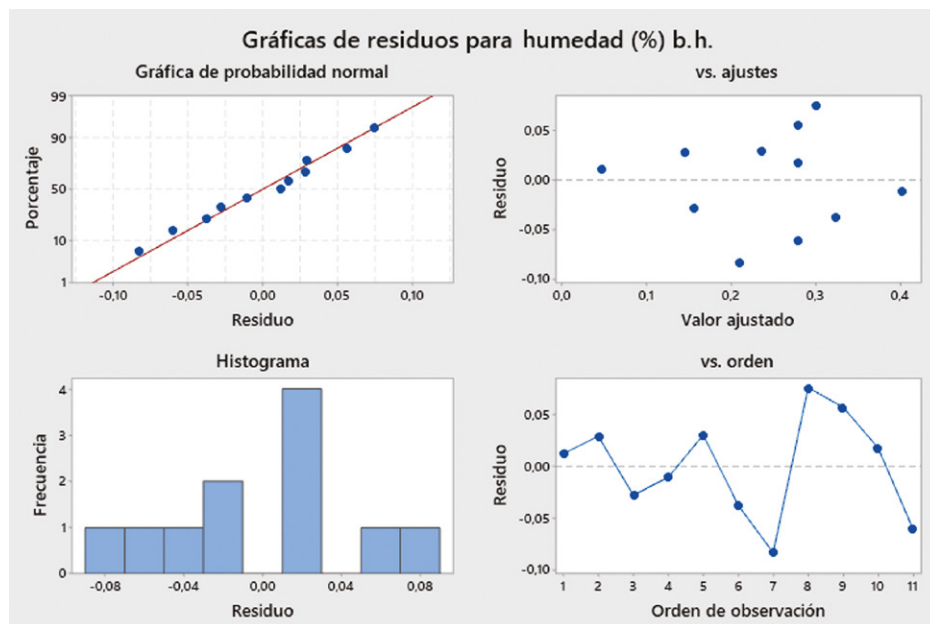 Gráficas de residuos para humedad (%) b.h.
Gráfica de probabilidad normal
99
90
50
10
1
Porcentaje
-0,10 -0,05 0,00 0,05 0,10
Residuo
vs. ajustes
0,05
0,00
-0,05
-0,10
Residuo
0,0 0,1 0,2 0,3 0,4
Valor ajustado
Histograma
4
3
2
1
0
Frecuencia
-0,08 -0,04 0,00 0,04 0,08
Residuo
vs. orden
0,05
0,00
-0,05
-0,10
Residuo
1 2 3 4 5 6 7 8 9 10 11
Orden de observación